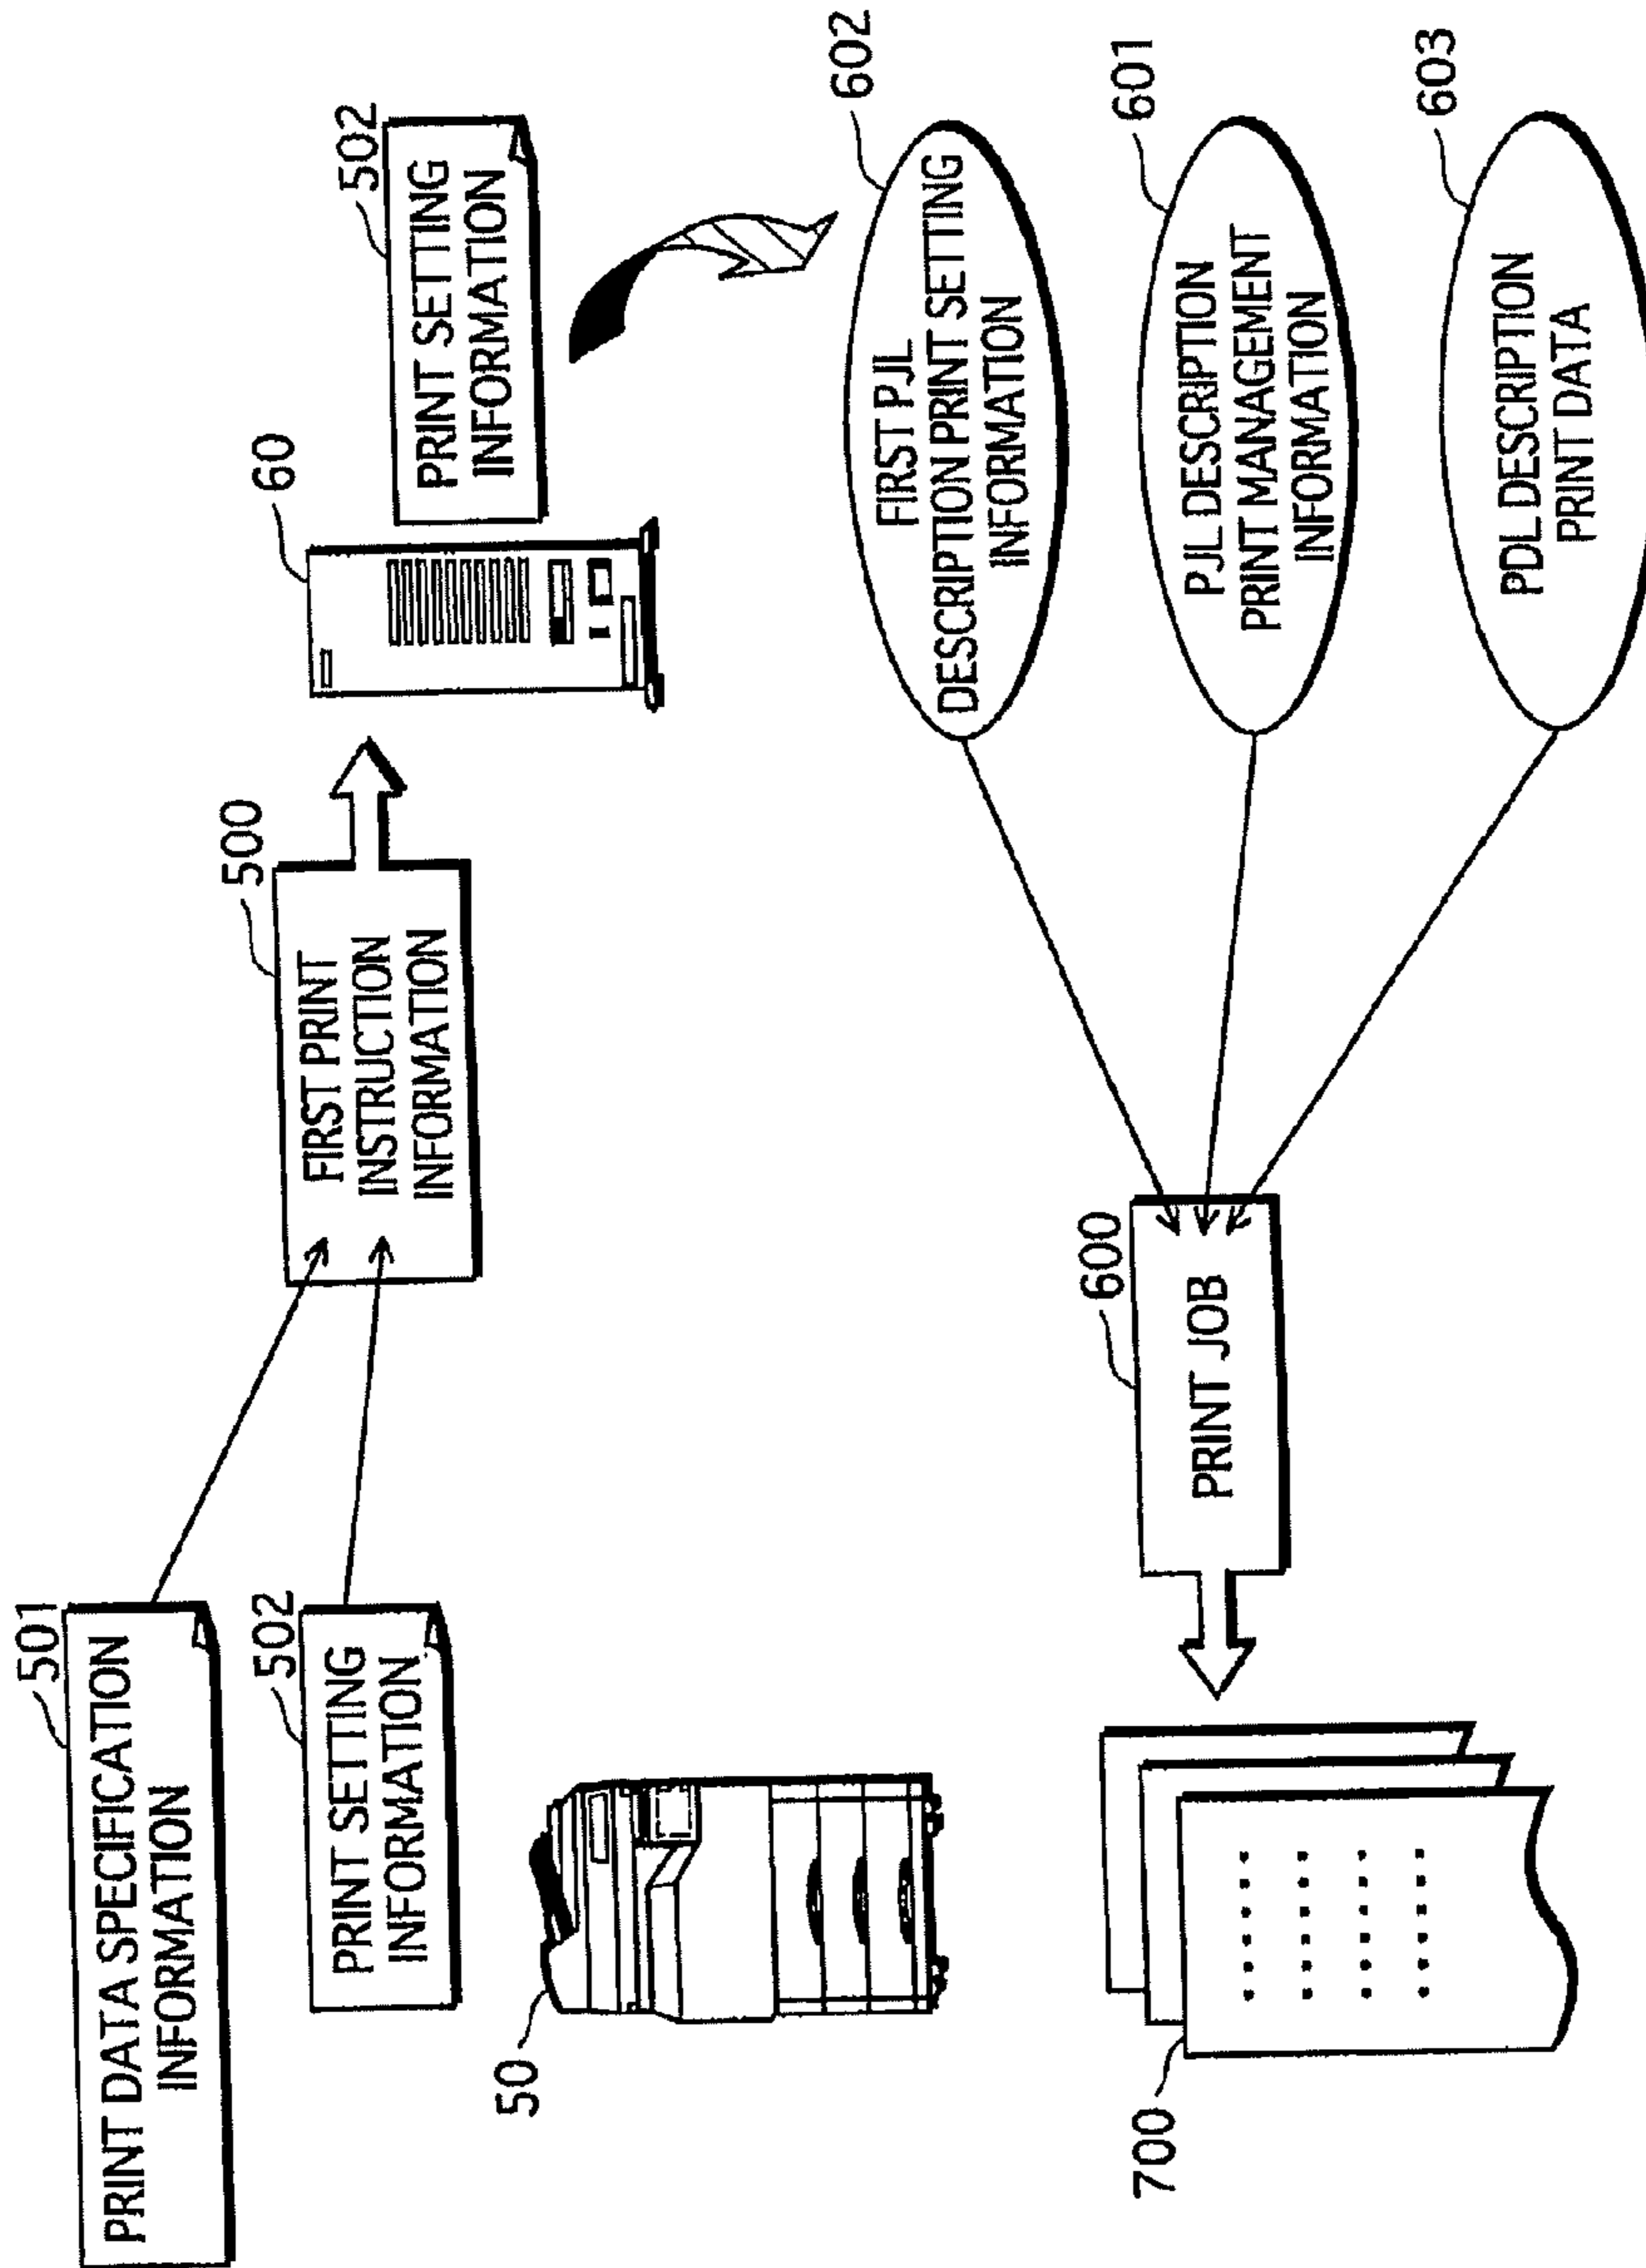 501
PRINT DATA SPECIFICATION
INFORMATION
502
PRINT SETTING
INFORMATION
500
FIRST PRINT
INSTRUCTION
INFORMATION
60
502
PRINT SETTING
INFORMATION
50
602
FIRST PJL
DESCRIPTION PRINT SETTING
INFORMATION
601
PJL DESCRIPTION
PRINT MANAGEMENT
INFORMATION
603
PDL DESCRIPTION
PRINT DATA
600
PRINT JOB
700